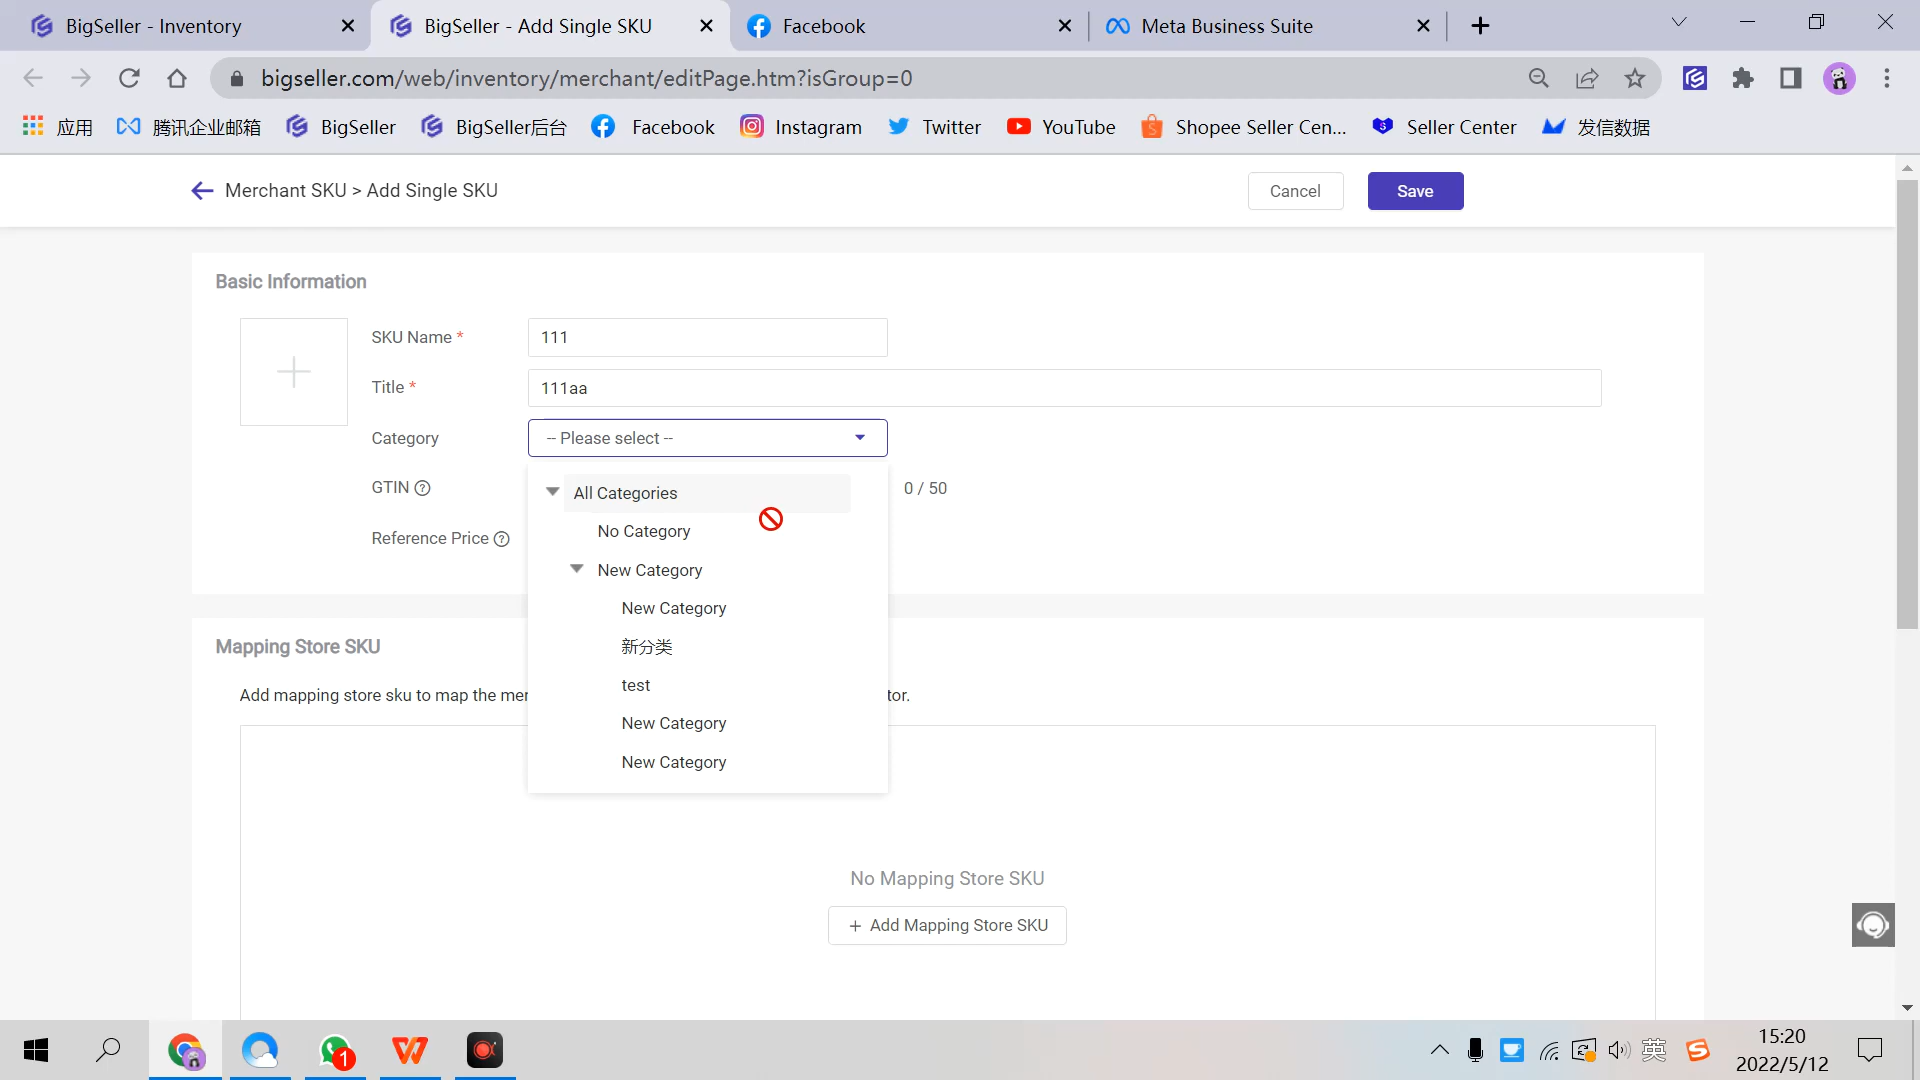 BigSeller - Inventory
BigSeller - Add Single SKU
Facebook
Meta Business Suite
bigseller.com/web/inventory/merchant/editPage.htm?isGroup=0
应用
腾讯企业邮箱
BigSeller
BigSeller后台
Facebook
Instagram
Twitter
YouTube
Shopee Seller Cen...
Seller Center
发信数据
Merchant SKU > Add Single SKU
Cancel
Save
Basic Information
SKU Name *
111
Title *
111aa
Category
-- Please select --
GTIN ?
0 / 50
Reference Price ?
All Categories
No Category
New Category
New Category
新分类
test
New Category
New Category
Mapping Store SKU
Add mapping store sku to map the mer
tor.
No Mapping Store SKU
+ Add Mapping Store SKU
1
英
15:20
2022/5/12